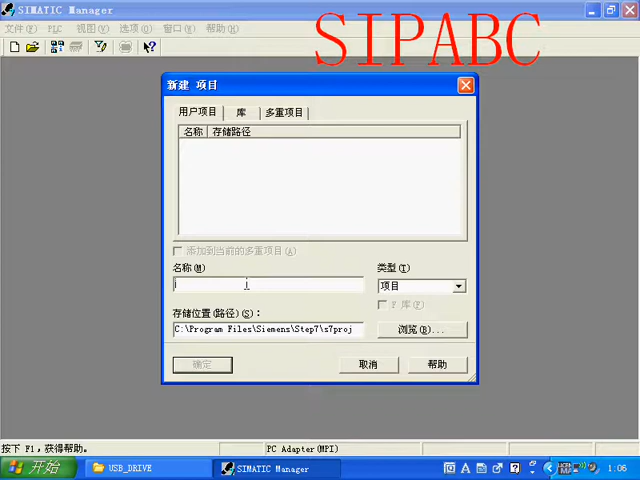 SIMATIC Manager
文件(F) PLC 视图(V) 选项(O) 窗口(W) 帮助(H)
SIPABC
新建 项目
用户项目 库 多重项目
名称 存储路径
添加到当前的多重项目(A)
名称(M) 类型(T)
项目
F 库(F)
存储位置(路径)(S):
C:\Program Files\Siemens\Step7\s7proj 浏览(B)...
确定 取消 帮助
按下 F1,获得帮助。 PC Adapter(MPI)
开始 USB_DRIVE SIMATIC Manager 1:06